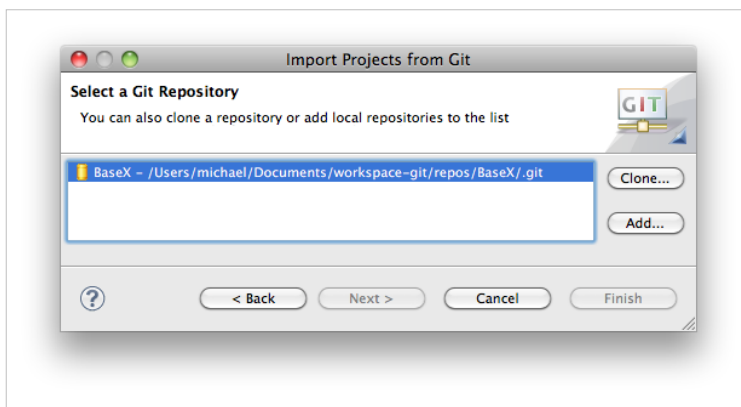 Import Projects from Git
Select a Git Repository
You can also clone a repository or add local repositories to the list
GIT
BaseX – /Users/michael/Documents/workspace-git/repos/BaseX/.git
Clone...
Add...
?
< Back
Next >
Cancel
Finish